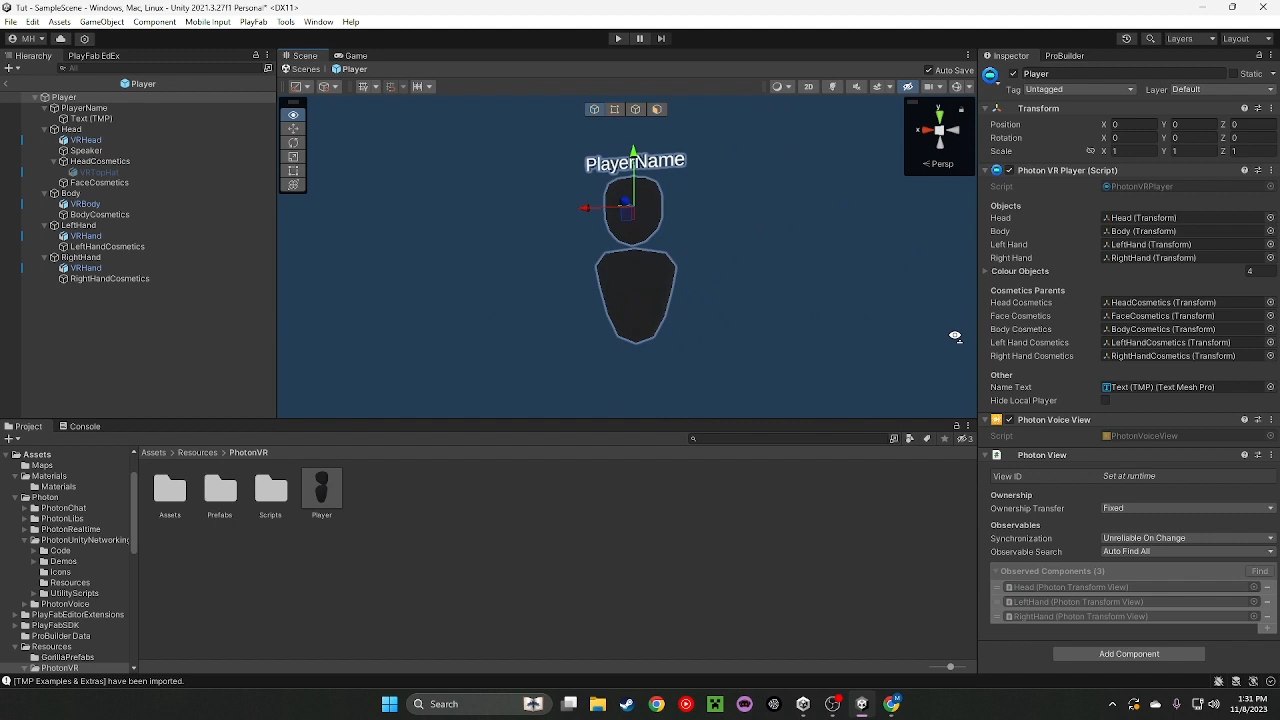 Tut - SampleScene - Windows, Mac, Linux - Unity 2021.3.27f1 Personal* <DX11>
File Edit Assets GameObject Component Mobile Input Window PlayFab Help
MH
Layers Layout
Hierarchy PlayFab EdEx
All
Player
Player
PlayerName
Text (TMP)
Head
VRHead
Speaker
HeadCosmetics
VRTopHat
FaceCosmetics
Body
VRBody
BodyCosmetics
LeftHand
VRHand
LeftHandCosmetics
RightHand
VRHand
RightHandCosmetics
Scene Game
Scenes Player
Auto Save
2D
PlayerName
y
x
Persp
Inspector ProBuilder
Player Static
Tag Untagged Layer Default
Transform
Position X 0 Y 0 Z 0
Rotation X 0 Y 0 Z 0
Scale X 1 Y 1 Z 1
Photon VR Player (Script)
Script PhotonVRPlayer
Objects
Head Head (Transform)
Body Body (Transform)
Left Hand LeftHand (Transform)
Right Hand RightHand (Transform)
Colour Objects 4
Cosmetics Parents
Head Cosmetics HeadCosmetics (Transform)
Face Cosmetics FaceCosmetics (Transform)
Body Cosmetics BodyCosmetics (Transform)
Left Hand Cosmetics LeftHandCosmetics (Transform)
Right Hand Cosmetics RightHandCosmetics (Transform)
Other
Name Text Text (TMP) (Text Mesh Pro)
Hide Local Player
Photon Voice View
Script PhotonVoiceView
Photon View
View ID Set at runtime
Ownership
Ownership Transfer Fixed
Observables
Synchronization Unreliable On Change
Observable Search Auto Find All
Observed Components (3) Find
Head (Photon Transform View)
LeftHand (Photon Transform View)
RightHand (Photon Transform View)
Add Component
Project Console
3
Assets
Maps
Materials
Materials
Photon
PhotonChat
PhotonLibs
PhotonRealtime
PhotonUnityNetworking
Code
Demos
Icons
Resources
UtilityScripts
PhotonVoice
PlayFabEditorExtensions
PlayFabSDK
ProBuilder Data
Resources
GorillaPrefabs
PhotonVR
Assets Resources PhotonVR
Assets Prefabs Scripts Player
[TMP Examples & Extras] have been imported.
Search
1:31 PM
11/8/2023